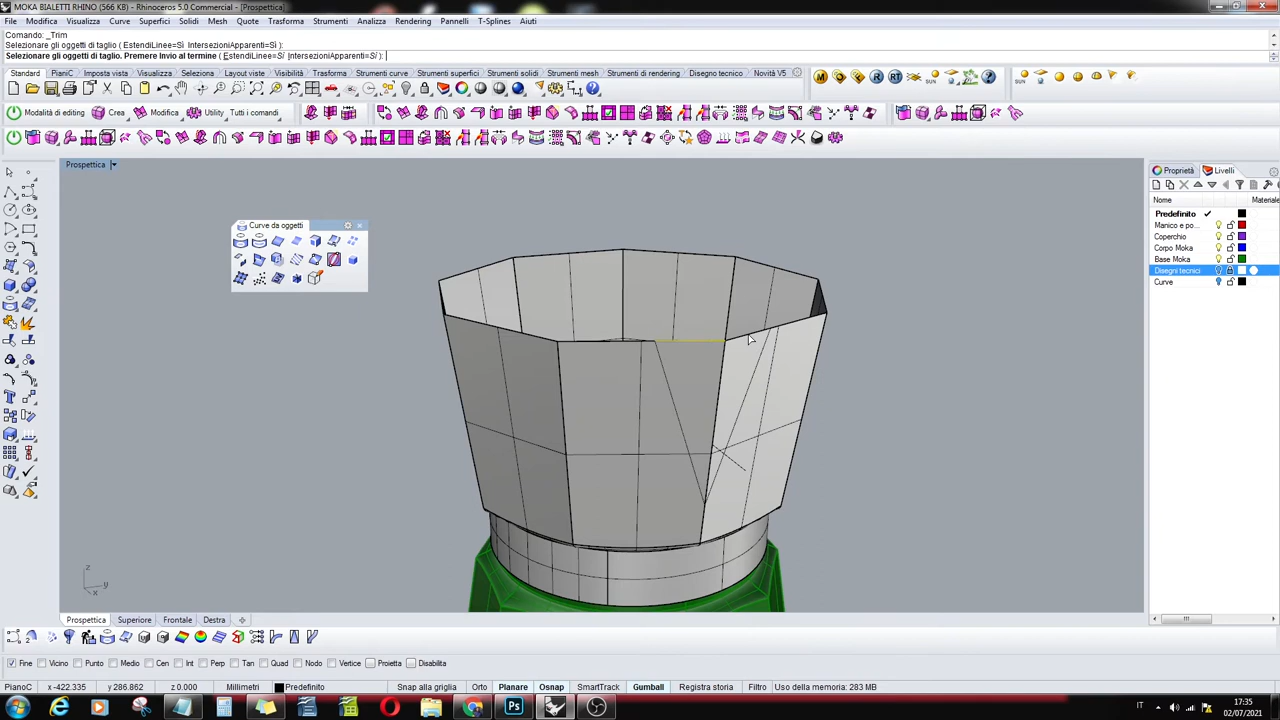 MOKA BIALETTI RHINO (566 KB) - Rhinoceros 5.0 Commercial - [Prospettica]
File Modifica Visualizza Curve Superfici Solidi Mesh Quote Trasforma Strumenti Analizza Rendering Pannelli T-Splines Aiuti
Comando: _Trim
Selezionare gli oggetti di taglio ( EstendiLinee=Sì IntersezioniApparenti=Sì ):
Selezionare gli oggetti di taglio. Premere Invio al termine ( EstendiLinee=Sì IntersezioniApparenti=Sì ):
Standard PianiC Imposta vista Visualizza Seleziona Layout viste Visibilità Trasforma Strumenti curve Strumenti superfici Strumenti solidi Strumenti mesh Strumenti di rendering Disegno tecnico Novità V5
Modalità di editing Crea Modifica Utility Tutti i comandi
Prospettica
Proprietà Livelli
Nome Materiale
Predefinito
Manico e po...
Coperchio
Corpo Moka
Base Moka
Disegni tecnici
Curve
Curve da oggetti
z
y
x
Prospettica Superiore Frontale Destra
Fine Vicino Punto Medio Cen Int Perp Tan Quad Nodo Vertice Proietta Disabilita
PianoC x -422.335 y 286.862 z 0.000 Millimetri Predefinito Snap alla griglia Orto Planare Osnap SmartTrack Gumball Registra storia Filtro Uso della memoria: 283 MB
IT 17:35
02/07/2021